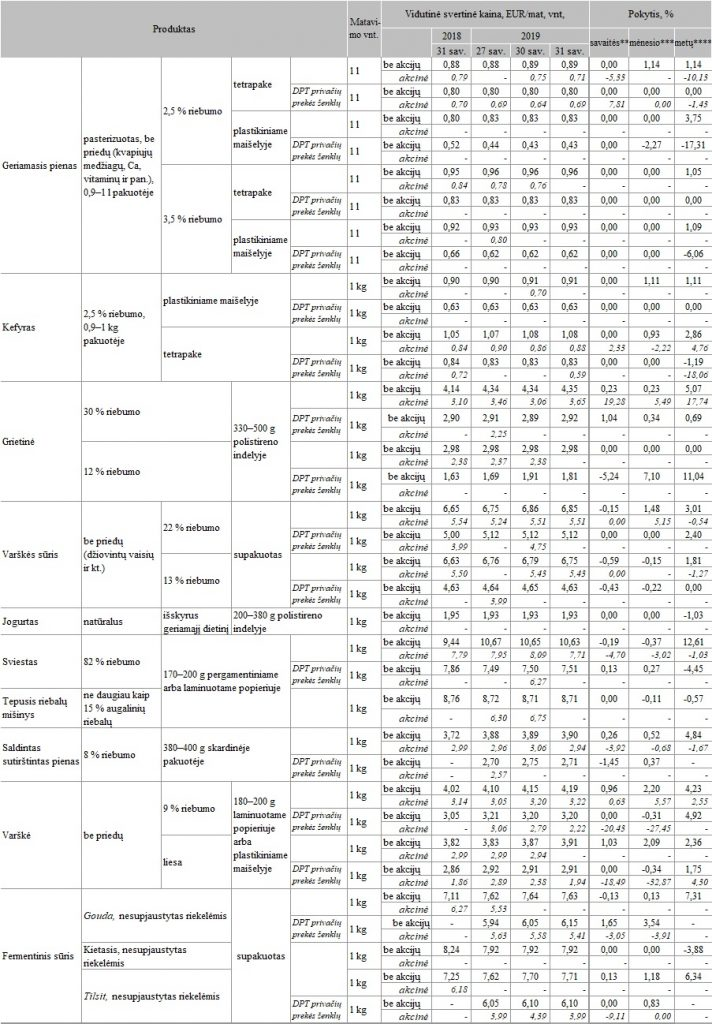 Produktas Matavi-mo vnt. Vidutinė svertinė kaina, EUR/mat, vnt, Pokytis, %
2018 2019 savaitės** mėnesio*** metų****
31 sav. 27 sav. 30 sav. 31 sav.
Geriamasis pienas pasterizuotas, be priedų (kvapiųjų medžiagų, Ca, vitaminų ir pan.), 0,9–1 l pakuotėje 2,5 % riebumo tetrapake 1 l be akcijų 0,88 0,88 0,89 0,89 0,00 1,14 1,14
akcinė 0,79 - 0,75 0,71 -5,33 - -10,13
DPT privačių prekės ženklų 1 l be akcijų 0,80 0,80 0,80 0,80 0,00 0,00 0,00
akcinė 0,70 0,69 0,64 0,69 7,81 0,00 -1,43
plastikiniame maišelyje 1 l be akcijų 0,80 0,83 0,83 0,83 0,00 0,00 3,75
akcinė - - - - - - -
DPT privačių prekės ženklų 1 l be akcijų 0,52 0,44 0,43 0,43 0,00 -2,27 -17,31
akcinė - - - - - - -
3,5 % riebumo tetrapake 1 l be akcijų 0,95 0,96 0,96 0,96 0,00 0,00 1,05
akcinė 0,84 0,78 0,76 - - - -
DPT privačių prekės ženklų 1 l be akcijų 0,83 0,83 0,83 0,83 0,00 0,00 0,00
akcinė - - - - - - -
plastikiniame maišelyje 1 l be akcijų 0,92 0,93 0,93 0,93 0,00 0,00 1,09
akcinė - 0,80 - - - - -
DPT privačių prekės ženklų 1 l be akcijų 0,66 0,62 0,62 0,62 0,00 0,00 -6,06
akcinė - - - - - - -
Kefyras 2,5 % riebumo, 0,9–1 kg pakuotėje plastikiniame maišelyje 1 kg be akcijų 0,90 0,90 0,91 0,91 0,00 1,11 1,11
akcinė - - 0,70 - - - -
DPT privačių prekės ženklų 1 kg be akcijų 0,63 0,63 0,63 0,63 0,00 0,00 0,00
akcinė - - - - - - -
tetrapake 1 kg be akcijų 1,05 1,07 1,08 1,08 0,00 0,93 2,86
akcinė 0,84 0,90 0,86 0,88 2,33 -2,22 4,76
DPT privačių prekės ženklų 1 kg be akcijų 0,84 0,83 0,83 0,83 0,00 0,00 -1,19
akcinė 0,72 - - 0,59 - - -18,06
Grietinė 30 % riebumo 330–500 g polistireno indelyje 1 kg be akcijų 4,14 4,34 4,34 4,35 0,23 0,23 5,07
akcinė 3,10 3,46 3,06 3,65 19,28 5,49 17,74
DPT privačių prekės ženklų 1 kg be akcijų 2,90 2,91 2,89 2,92 1,04 0,34 0,69
akcinė - 2,25 - - - - -
12 % riebumo 1 kg be akcijų 2,98 2,98 2,98 2,98 0,00 0,00 0,00
akcinė 2,38 2,37 2,38 - - - -
DPT privačių prekės ženklų 1 kg be akcijų 1,63 1,69 1,91 1,81 -5,24 7,10 11,04
akcinė - - - - - - -
Varškės sūris be priedų (džiovintų vaisių ir kt.) 22 % riebumo supakuotas 1 kg be akcijų 6,65 6,75 6,86 6,85 -0,15 1,48 3,01
akcinė 5,54 5,24 5,51 5,51 0,00 5,15 -0,54
DPT privačių prekės ženklų 1 kg be akcijų 5,00 5,12 5,12 5,12 0,00 0,00 2,40
akcinė 3,99 - 4,75 - - - -
13 % riebumo 1 kg be akcijų 6,63 6,76 6,79 6,75 -0,59 -0,15 1,81
akcinė 5,50 - 5,43 5,43 0,00 - -1,27
DPT privačių prekės ženklų 1 kg be akcijų 4,63 4,64 4,65 4,63 -0,43 -0,22 0,00
akcinė - 3,99 - - - - -
Jogurtas natūralus išskyrus geriamąjį dietinį 200–380 g polistireno indelyje 1 kg be akcijų 1,95 1,93 1,93 1,93 0,00 0,00 -1,03
akcinė - - - - - - -
Sviestas 82 % riebumo 170–200 g pergamentiniame arba laminuotame popieriuje 1 kg be akcijų 9,44 10,67 10,65 10,63 -0,19 -0,37 12,61
akcinė 7,79 7,95 8,09 7,71 -4,70 -3,02 -1,03
DPT privačių prekės ženklų 1 kg be akcijų 7,86 7,49 7,50 7,51 0,13 0,27 -4,45
akcinė - - 6,27 - - - -
Tepusis riebalų mišinys ne daugiau kaip 15 % augalinių riebalų 1 kg be akcijų 8,76 8,72 8,71 8,71 0,00 -0,11 -0,57
akcinė - 6,30 6,75 - - - -
Saldintas sutirštintas pienas 8 % riebumo 380–400 g skardinėje pakuotėje 1 kg be akcijų 3,72 3,88 3,89 3,90 0,26 0,52 4,84
akcinė 2,99 2,96 3,06 2,94 -3,92 -0,68 -1,67
DPT privačių prekės ženklų 1 kg be akcijų - 2,70 2,75 2,71 -1,45 0,37 -
akcinė - 2,57 - - - - -
Varškė be priedų 9 % riebumo 180–200 g laminuotame popieriuje arba plastikiniame maišelyje 1 kg be akcijų 4,02 4,10 4,15 4,19 0,96 2,20 4,23
akcinė 3,14 3,05 3,20 3,22 0,63 5,57 2,55
DPT privačių prekės ženklų 1 kg be akcijų 3,05 3,21 3,20 3,20 0,00 -0,31 4,92
akcinė - 3,06 2,79 2,22 -20,43 -27,45 -
liesa 1 kg be akcijų 3,82 3,83 3,87 3,91 1,03 2,09 2,36
akcinė 2,99 2,99 2,94 - - - -
DPT privačių prekės ženklų 1 kg be akcijų 2,86 2,92 2,91 2,91 0,00 -0,34 1,75
akcinė 1,86 2,89 2,38 1,94 -18,49 -32,87 4,30
Fermentinis sūris Gouda, nesupjaustytas riekelėmis supakuotas 1 kg be akcijų 7,11 7,62 7,64 7,63 -0,13 0,13 7,31
akcinė 6,27 5,53 - - - - -
DPT privačių prekės ženklų 1 kg be akcijų - 5,94 6,05 6,15 1,65 3,54 -
akcinė - 5,63 5,58 5,41 -3,05 -3,91 -
Kietasis, nesupjaustytas riekelėmis 1 kg be akcijų 8,24 7,92 7,92 7,92 0,00 0,00 -3,88
akcinė - - - - - - -
Tilsit, nesupjaustytas riekelėmis 1 kg be akcijų 7,25 7,62 7,70 7,71 0,13 1,18 6,34
akcinė 6,18 - - - - - -
DPT privačių prekės ženklų 1 kg be akcijų - 6,05 6,10 6,10 0,00 0,83 -
akcinė - 3,99 4,39 3,99 -9,11 0,00 -